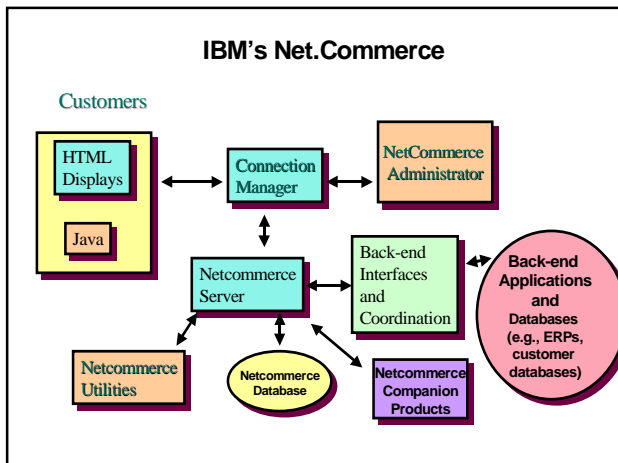 IBM's Net.Commerce
Customers
HTML
Displays
Java
Connection
Manager
NetCommerce
Administrator
Netcommerce
Server
Back-end
Interfaces
and
Coordination
Back-end
Applications
and
Databases
(e.g., ERPs,
customer
databases)
Netcommerce
Utilities
Netcommerce
Database
Netcommerce
Companion
Products